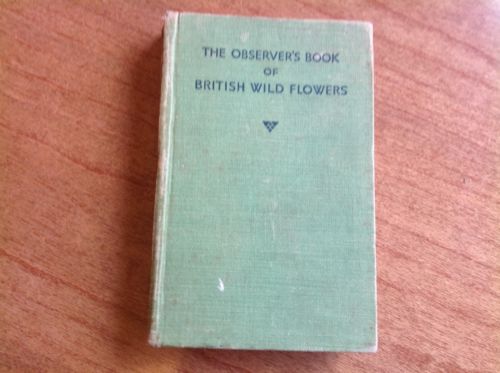 THE OBSERVER'S BOOK
OF
BRITISH WILD FLOWERS